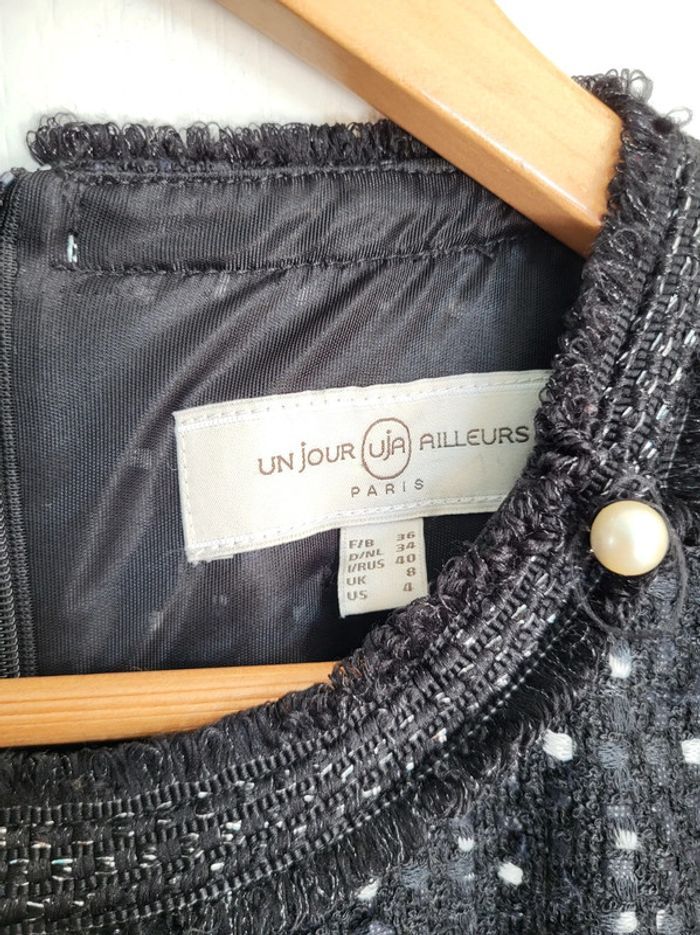 UN JOUR UJA AILLEURS
PARIS
F/B 36
D/NL 34
I/RUS 40
UK 8
US 4